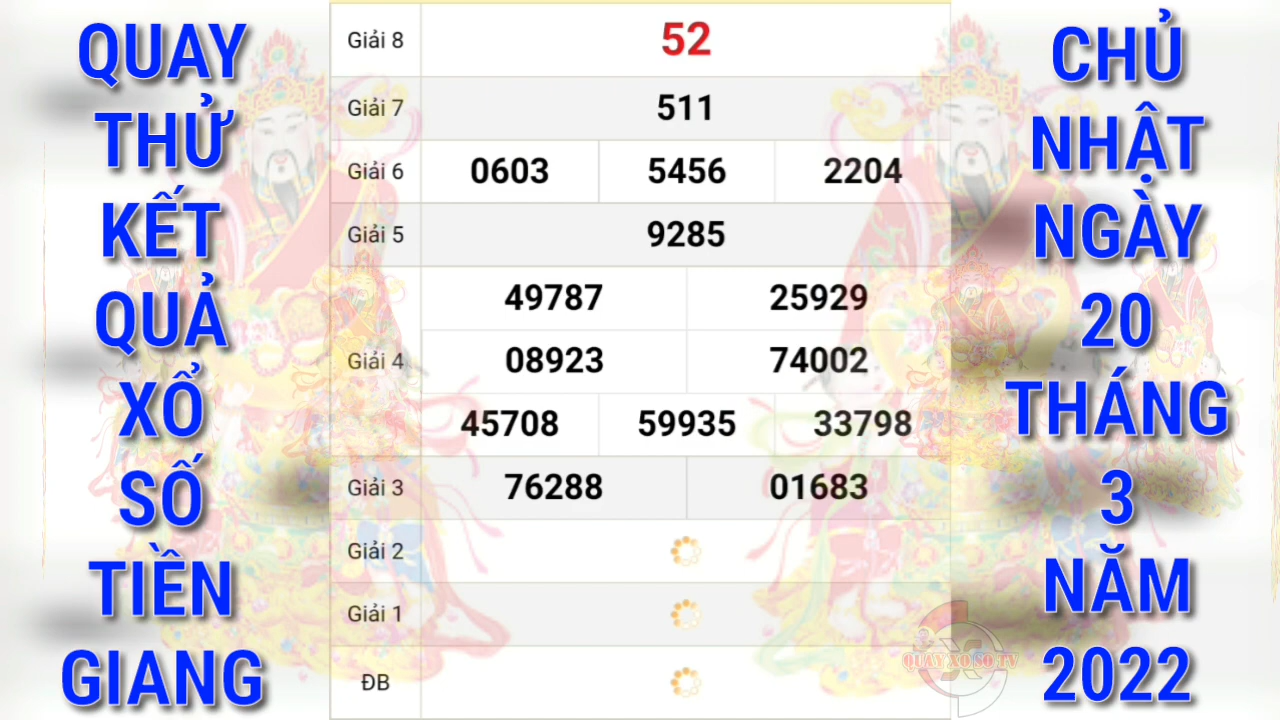 QUAY
THỬ
KẾT
QUẢ
XỔ
SỐ
TIỀN
GIANG
Giải 8 52
Giải 7 511
Giải 6 0603 5456 2204
Giải 5 9285
49787 25929
Giải 4 08923 74002
45708 59935 33798
Giải 3 76288 01683
Giải 2
Giải 1
ĐB
QUAY XO SO TV
CHỦ
NHẬT
NGÀY
20
THÁNG
3
NĂM
2022